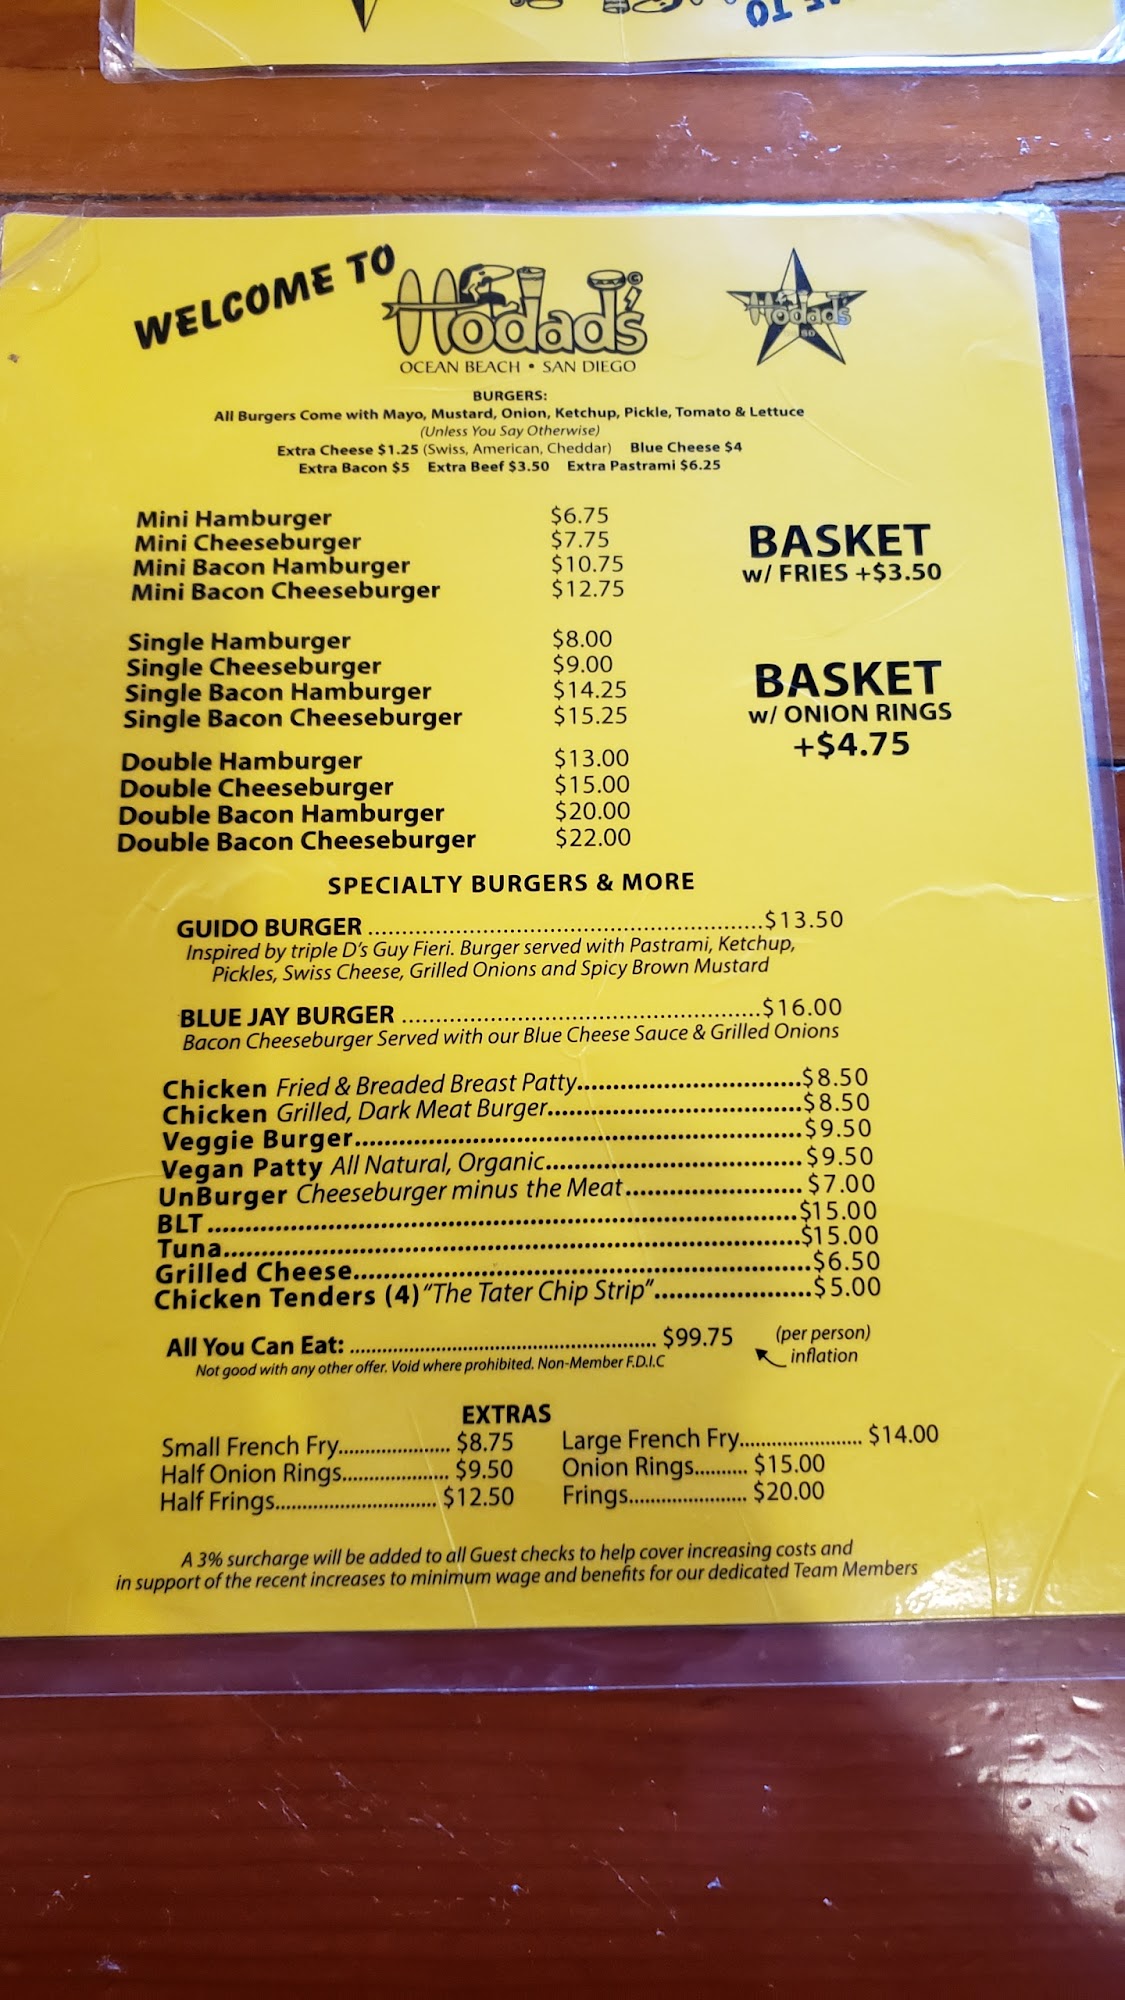 WELCOME TO Hodad's ©
OCEAN BEACH • SAN DIEGO
Hodad's
BURGERS:
All Burgers Come with Mayo, Mustard, Onion, Ketchup, Pickle, Tomato & Lettuce
(Unless You Say Otherwise)
Extra Cheese $1.25 (Swiss, American, Cheddar) Blue Cheese $4
Extra Bacon $5 Extra Beef $3.50 Extra Pastrami $6.25
Mini Hamburger $6.75
Mini Cheeseburger $7.75
Mini Bacon Hamburger $10.75
Mini Bacon Cheeseburger $12.75
BASKET
w/ FRIES +$3.50
Single Hamburger $8.00
Single Cheeseburger $9.00
Single Bacon Hamburger $14.25
Single Bacon Cheeseburger $15.25
BASKET
w/ ONION RINGS
+$4.75
Double Hamburger $13.00
Double Cheeseburger $15.00
Double Bacon Hamburger $20.00
Double Bacon Cheeseburger $22.00
SPECIALTY BURGERS & MORE
GUIDO BURGER ..........$13.50
Inspired by triple D's Guy Fieri. Burger served with Pastrami, Ketchup,
Pickles, Swiss Cheese, Grilled Onions and Spicy Brown Mustard
BLUE JAY BURGER ..........$16.00
Bacon Cheeseburger Served with our Blue Cheese Sauce & Grilled Onions
Chicken Fried & Breaded Breast Patty..........$8.50
Chicken Grilled, Dark Meat Burger..........$8.50
Veggie Burger..........$9.50
Vegan Patty All Natural, Organic..........$9.50
UnBurger Cheeseburger minus the Meat..........$7.00
BLT..........$15.00
Tuna..........$15.00
Grilled Cheese..........$6.50
Chicken Tenders (4) "The Tater Chip Strip"..........$5.00
All You Can Eat: .......... $99.75 (per person)
inflation
Not good with any other offer. Void where prohibited. Non-Member F.D.I.C
EXTRAS
Small French Fry.......... $8.75 Large French Fry.......... $14.00
Half Onion Rings.......... $9.50 Onion Rings.......... $15.00
Half Frings.......... $12.50 Frings.......... $20.00
A 3% surcharge will be added to all Guest checks to help cover increasing costs and
in support of the recent increases to minimum wage and benefits for our dedicated Team Members